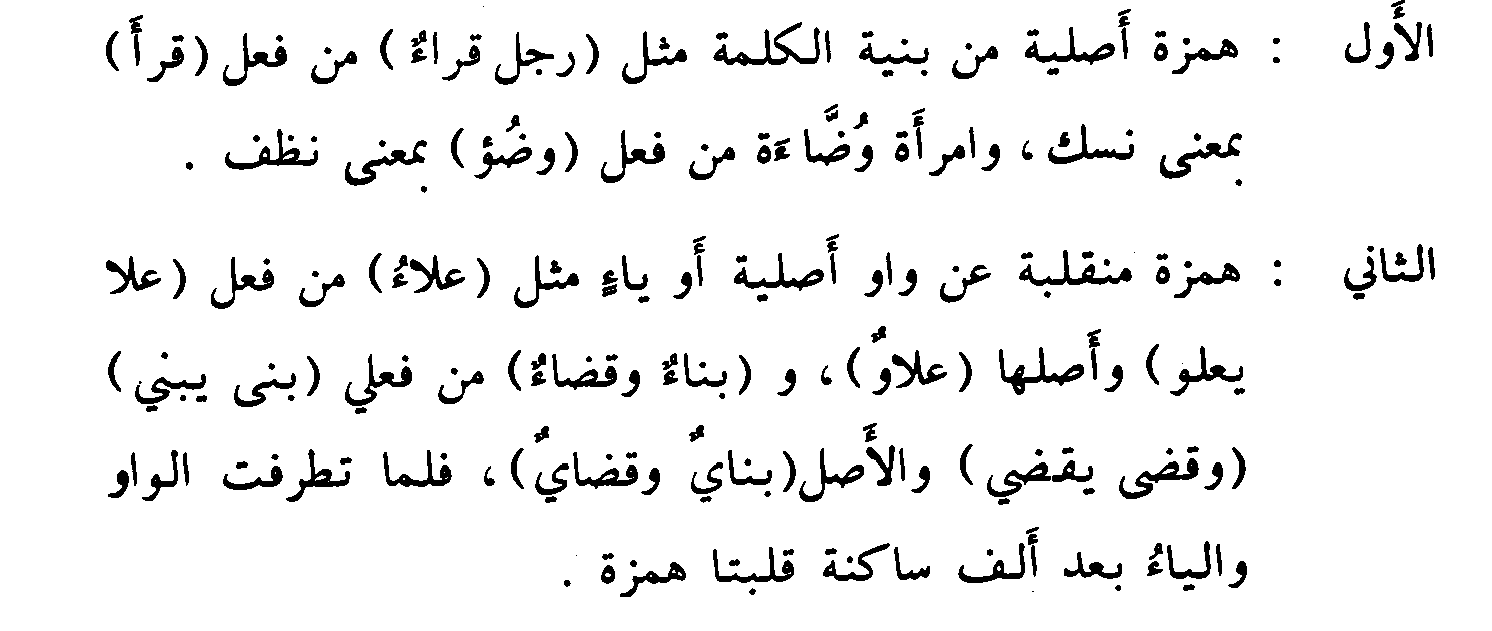 الأَول : همزة أَصلية من بنية الكلمة مثل (رجل قراءٌ) من فعل (قرأَ)
بمعنى نسك، وامرأَة وُضَّاءَة من فعل (وضُؤ) بمعنى نظف .
الثاني : همزة منقلبة عن واو أَصلية أَو ياءٍ مثل (علاءُ) من فعل (علا
يعلو) وأَصلها (علاوٌ)، و (بناءٌ وقضاءٌ) من فعلي (بنى يبني)
(وقضى يقضي) والأَصل(بنايٌ وقضايٌ)، فلما تطرفت الواو
والياءُ بعد أَلف ساكنة قلبتا همزة .